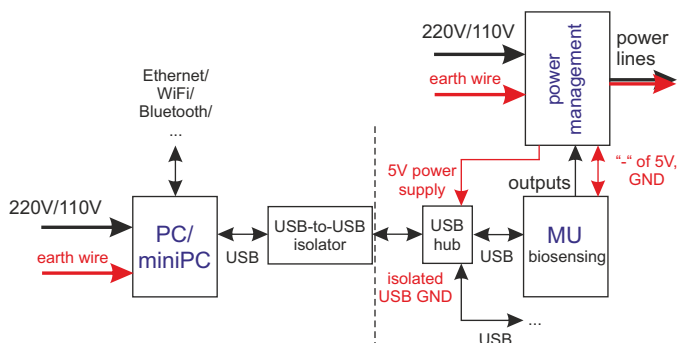 220V/110V
earth wire
power
management
power
lines
Ethernet/
WiFi/
Bluetooth/
...
5V power
supply
outputs
“-“ of 5V,
GND
220V/110V
earth wire
PC/
miniPC
USB
USB-to-USB
isolator
USB
hub
USB
MU
biosensing
isolated
USB GND
USB
...